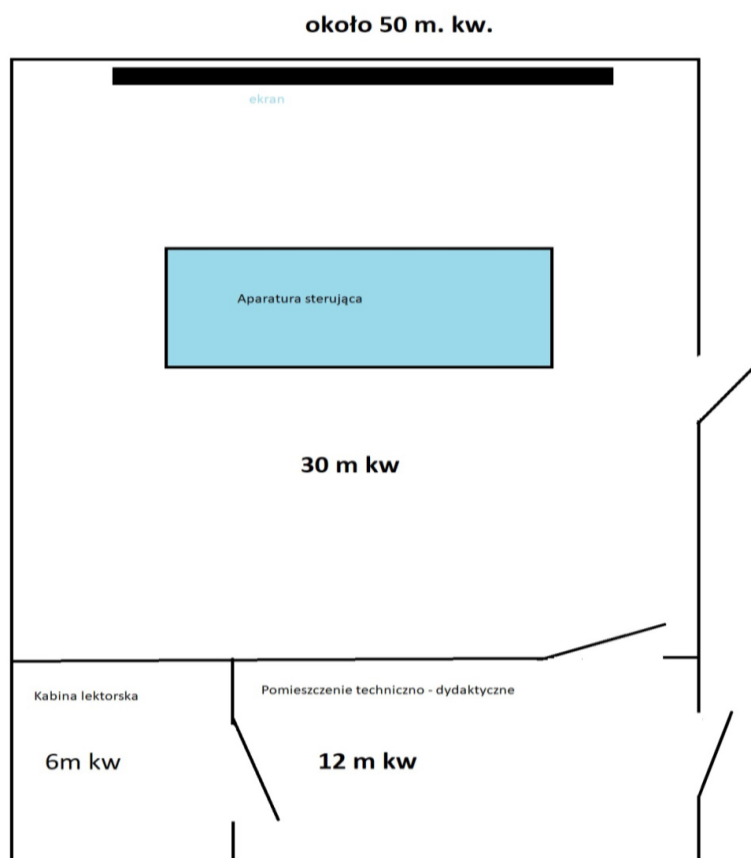 około 50 m. kw.
ekran
Aparatura sterująca
30 m kw
Kabina lektorska
Pomieszczenie techniczno - dydaktyczne
6m kw
12 m kw